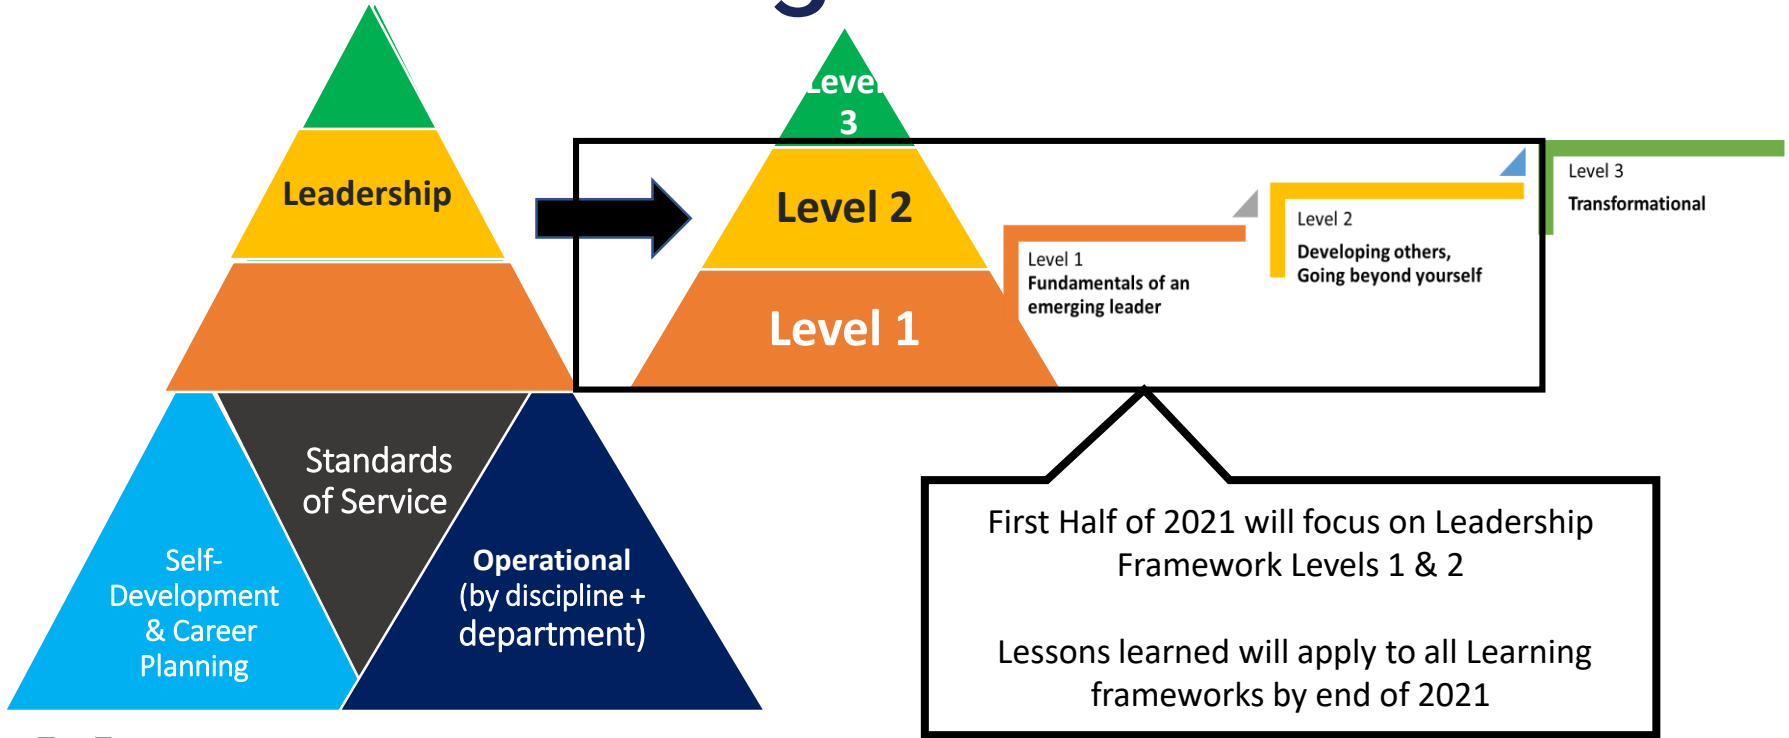 Leadership
Standards
of Service
Self-
Development
& Career
Planning
Operational
(by discipline +
department)
Level
3
Level 2
Level 1
Level 1
Fundamentals of an
emerging leader
Level 2
Developing others,
Going beyond yourself
Level 3
Transformational
First Half of 2021 will focus on Leadership
Framework Levels 1 & 2
Lessons learned will apply to all Learning
frameworks by end of 2021